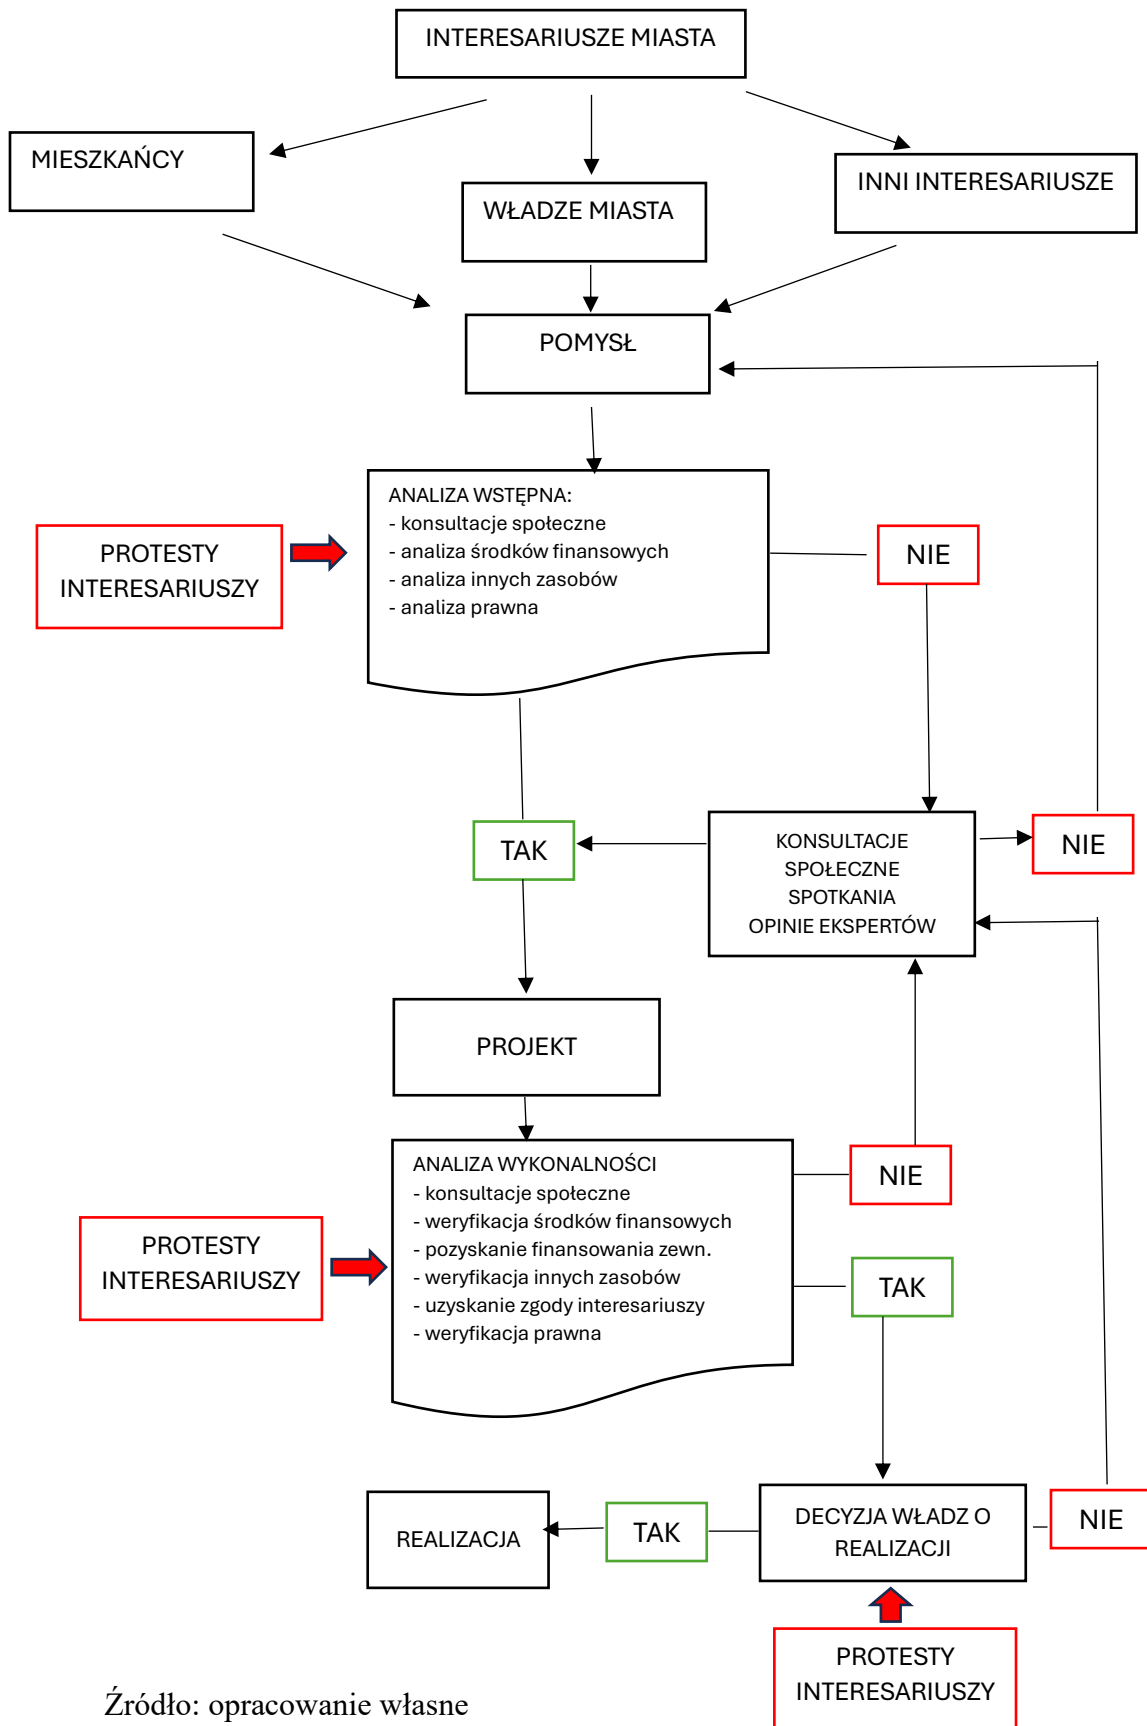 INTERESARIUSZE MIASTA
MIESZKAŃCY
WŁADZE MIASTA
INNI INTERESARIUSZE
POMYSŁ
ANALIZA WSTĘPNA:
- konsultacje społeczne
- analiza środków finansowych
- analiza innych zasobów
- analiza prawna
PROTESTY
INTERESARIUSZY
NIE
TAK
KONSULTACJE
SPOŁECZNE
SPOTKANIA
OPINIE EKSPERTÓW
NIE
PROJEKT
ANALIZA WYKONALNOŚCI
- konsultacje społeczne
- weryfikacja środków finansowych
- pozyskanie finansowania zewn.
- weryfikacja innych zasobów
- uzyskanie zgody interesariuszy
- weryfikacja prawna
NIE
PROTESTY
INTERESARIUSZY
TAK
REALIZACJA
TAK
DECYZJA WŁADZ O
REALIZACJI
NIE
PROTESTY
INTERESARIUSZY
Źródło: opracowanie własne